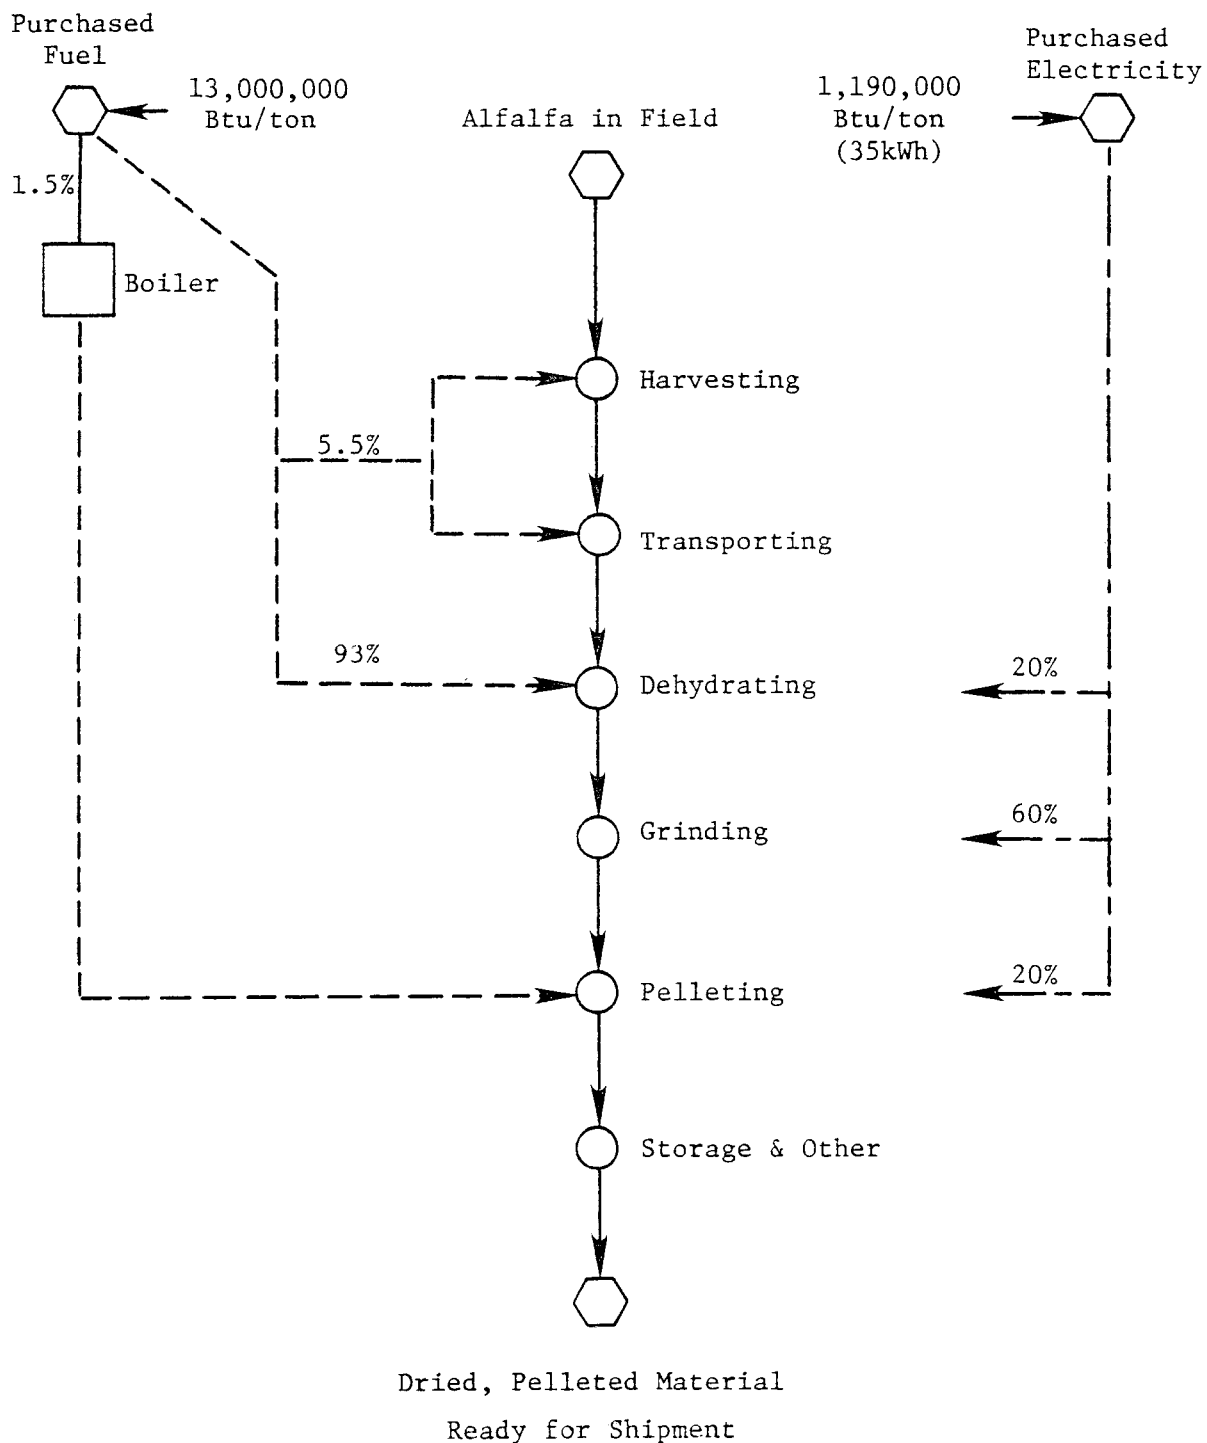 Purchased
Fuel
13,000,000
Btu/ton
Alfalfa in Field
1,190,000
Btu/ton
(35kWh)
Purchased
Electricity
1.5%
Boiler
Harvesting
5.5%
Transporting
93%
Dehydrating
20%
Grinding
60%
Pelleting
20%
Storage & Other
Dried, Pelleted Material
Ready for Shipment